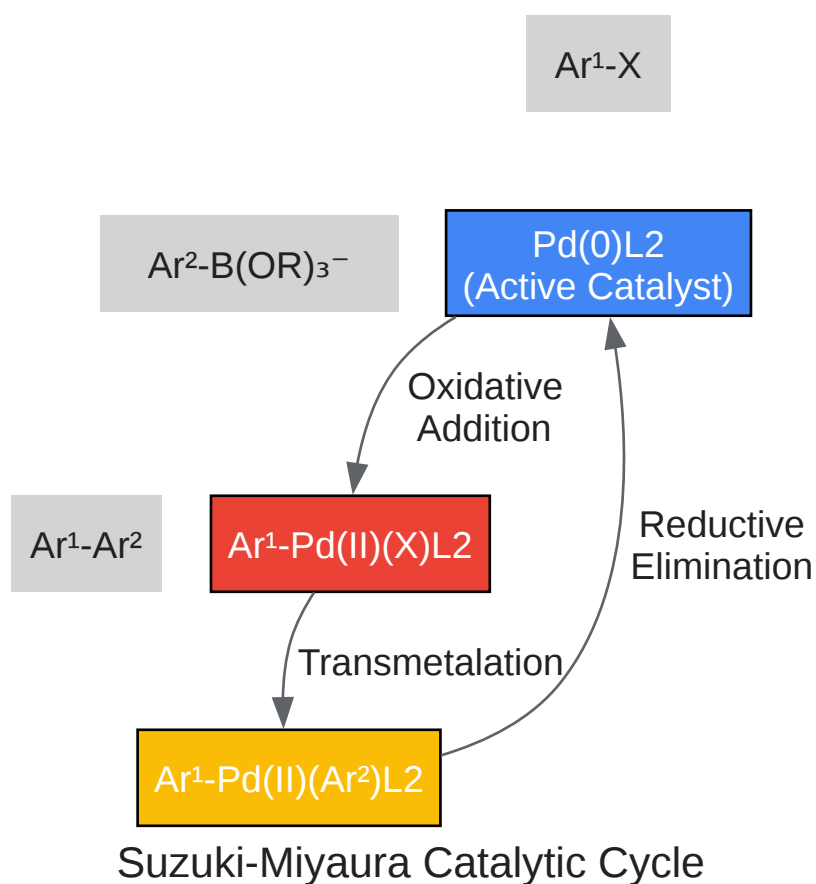 Ar¹-X
Ar²-B(OR)₃⁻
Pd(0)L2
(Active Catalyst)
Oxidative
Addition
Ar¹-Ar²
Ar¹-Pd(II)(X)L2
Reductive
Elimination
Transmetalation
Ar¹-Pd(II)(Ar²)L2
Suzuki-Miyaura Catalytic Cycle